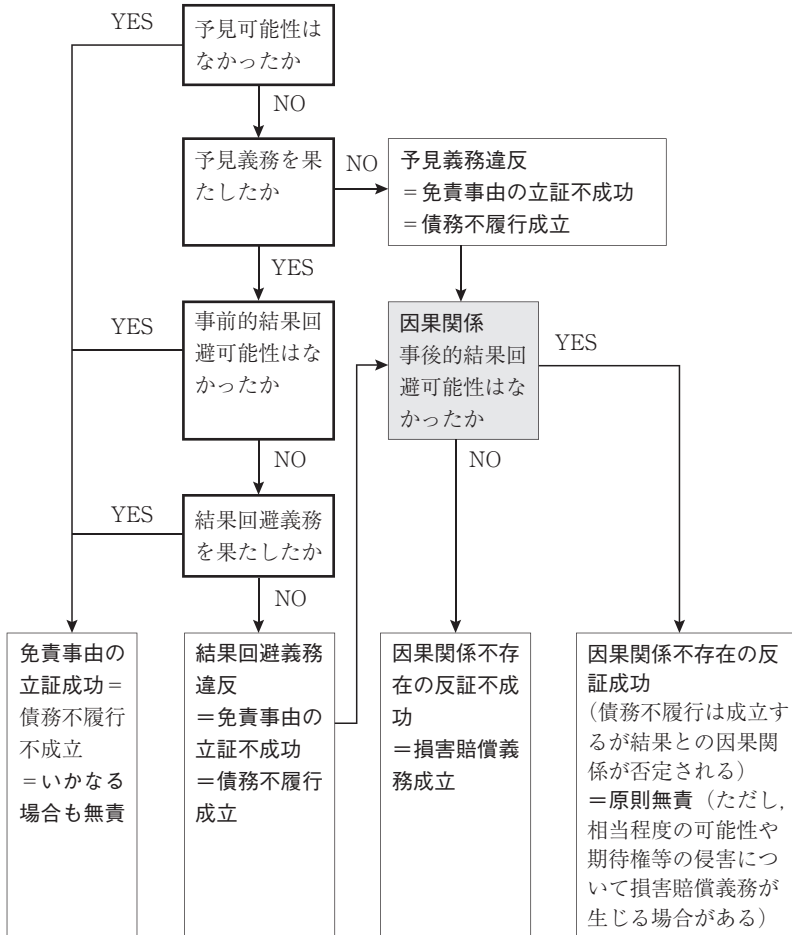 YES
予見可能性は
なかったか
NO
予見義務を果
たしたか
NO
予見義務違反
＝免責事由の立証不成功
＝債務不履行成立
YES
YES
事前的結果回
避可能性はな
かったか
因果関係
事後的結果回
避可能性はな
かったか
YES
NO
NO
YES
結果回避義務
を果たしたか
NO
免責事由の
立証成功＝
債務不履行
不成立
＝いかなる
場合も無責
結果回避義務
違反
＝免責事由の
立証不成功
＝債務不履行
成立
因果関係不存
在の反証不成
功
＝損害賠償義
務成立
因果関係不存在の反
証成功
（債務不履行は成立す
るが結果との因果関
係が否定される）
＝原則無責（ただし，
相当程度の可能性や
期待権等の侵害につ
いて損害賠償義務が
生じる場合がある）